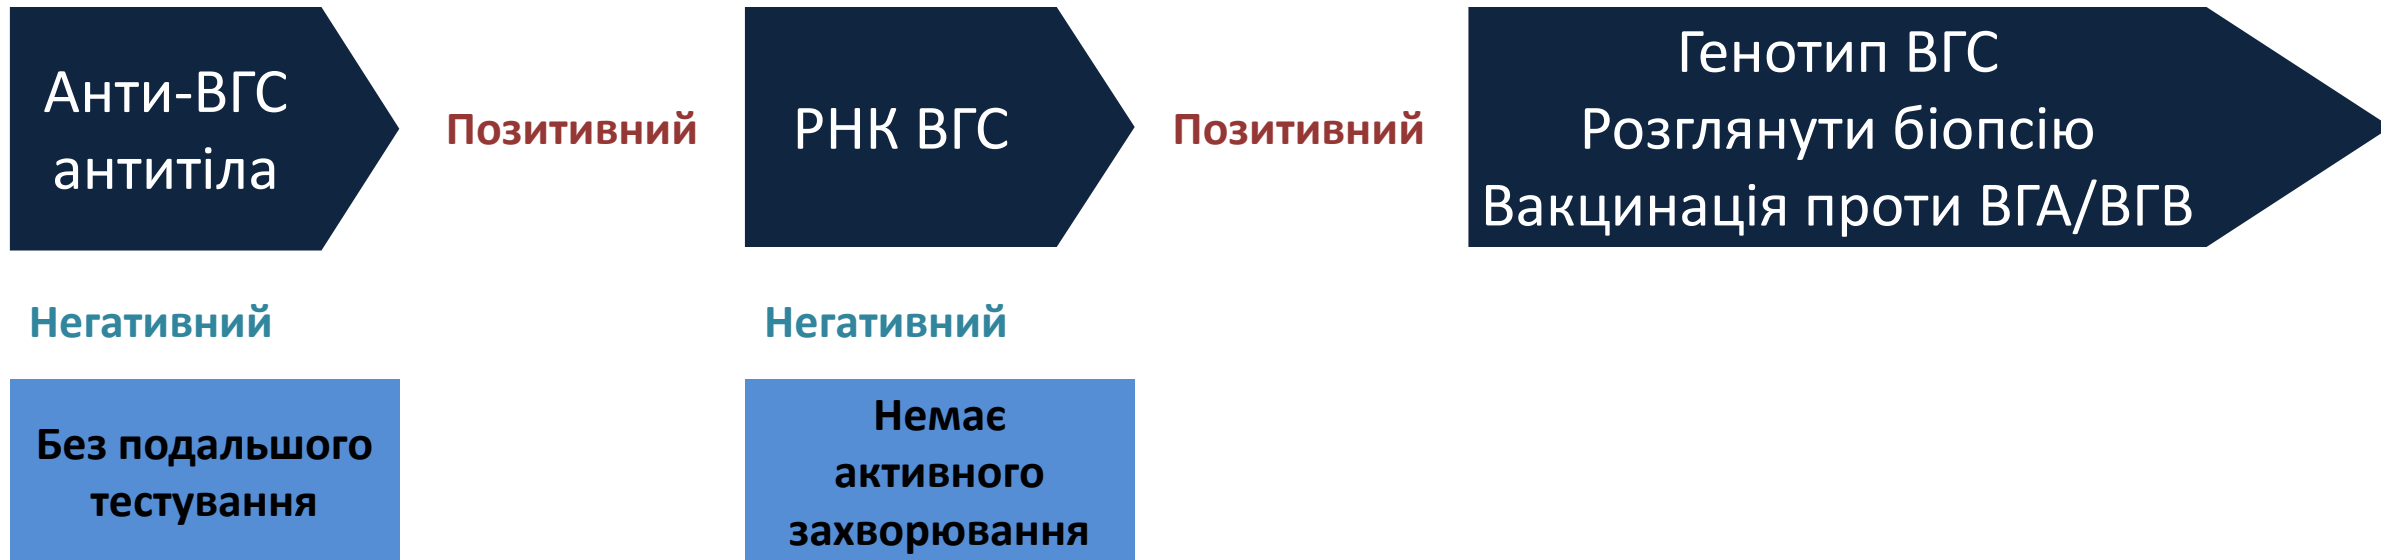 Анти-ВГС
антитіла
Позитивний
РНК ВГС
Позитивний
Генотип ВГС
Розглянути біопсію
Вакцинація проти ВГА/ВГВ
Негативний
Негативний
Без подальшого
тестування
Немає
активного
захворювання